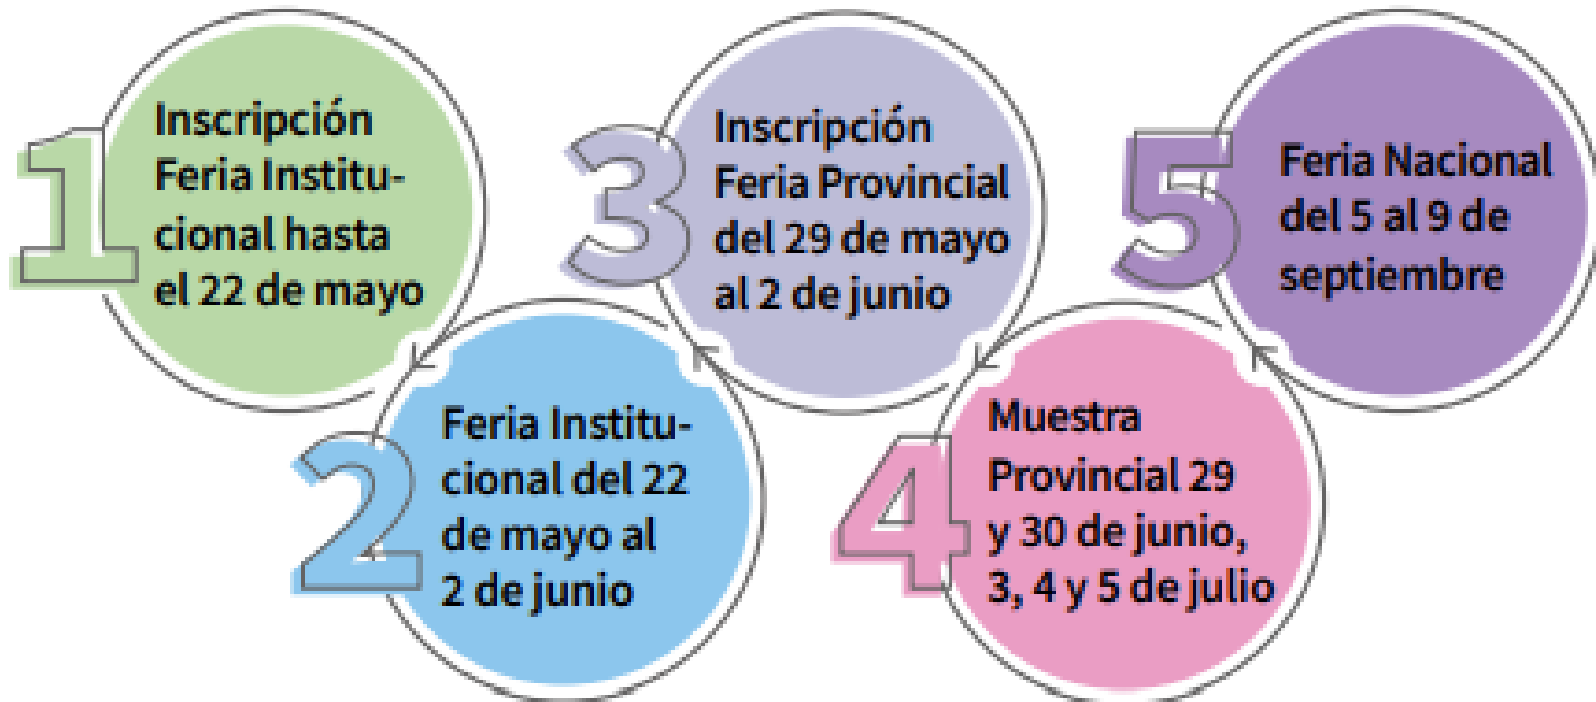 1
Inscripción
Feria Institu-
cional hasta
el 22 de mayo
2
Feria Institu-
cional del 22
de mayo al
2 de junio
3
Inscripción
Feria Provincial
del 29 de mayo
al 2 de junio
4
Muestra
Provincial 29
y 30 de junio,
3, 4 y 5 de julio
5
Feria Nacional
del 5 al 9 de
septiembre